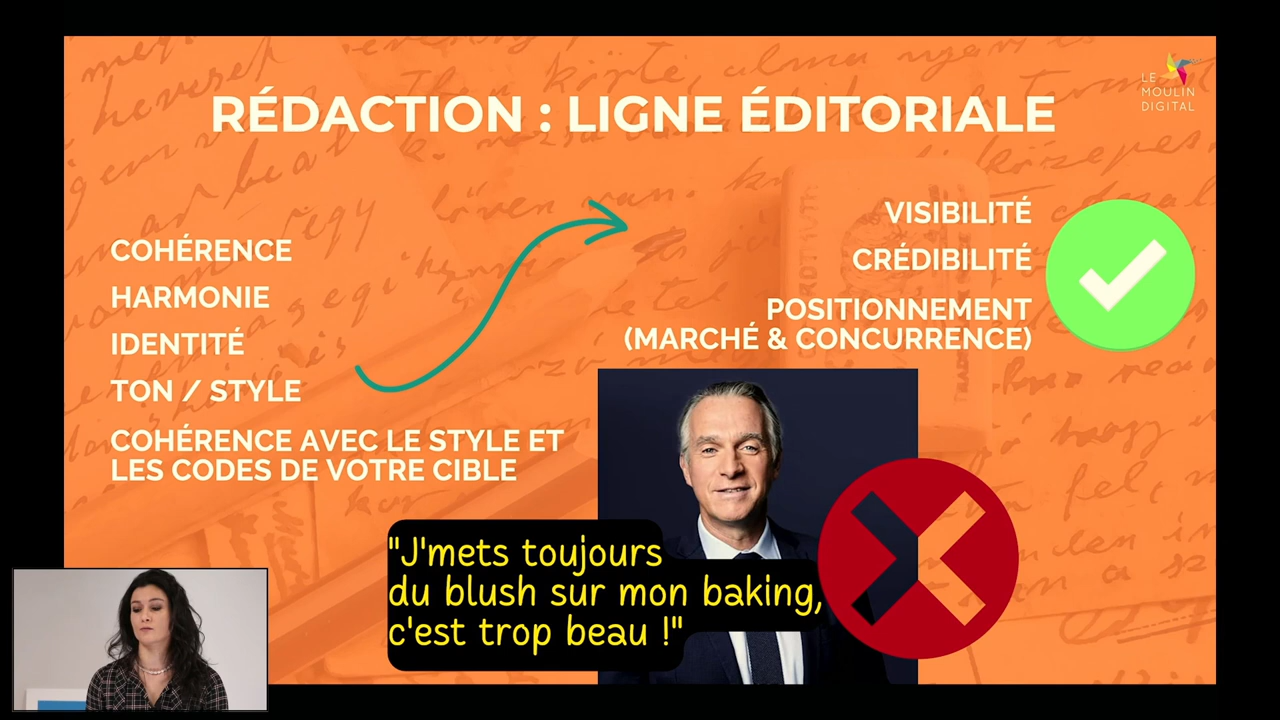 RÉDACTION : LIGNE ÉDITORIALE
LE
MOULIN
DIGITAL
COHÉRENCE
HARMONIE
IDENTITÉ
TON / STYLE
COHÉRENCE AVEC LE STYLE ET
LES CODES DE VOTRE CIBLE
VISIBILITÉ
CRÉDIBILITÉ
POSITIONNEMENT
(MARCHÉ & CONCURRENCE)
"J'mets toujours
du blush sur mon baking,
c'est trop beau !"